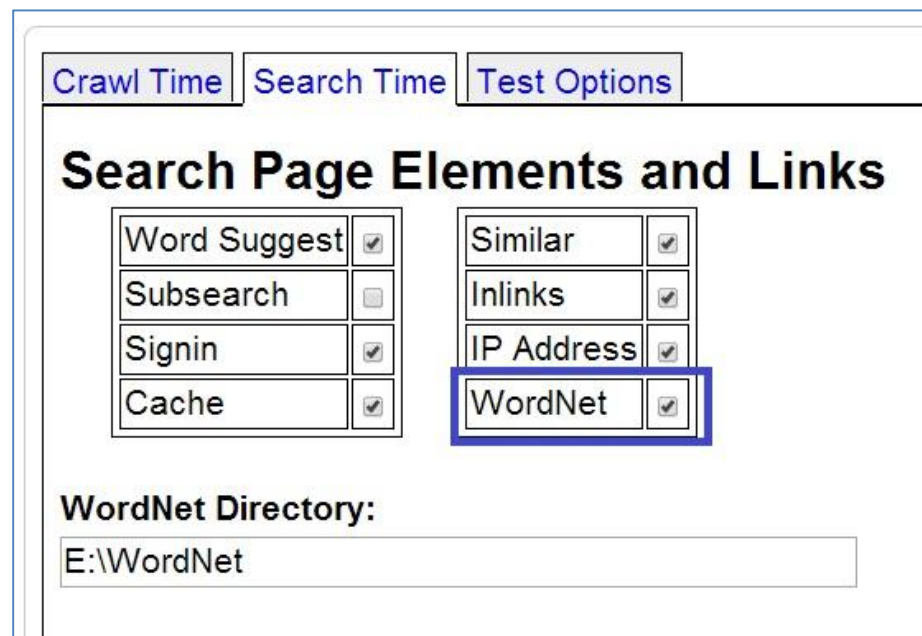 Crawl Time Search Time Test Options
Search Page Elements and Links
Word Suggest Similar
Subsearch Inlinks
Signin IP Address
Cache WordNet
WordNet Directory:
E:\WordNet